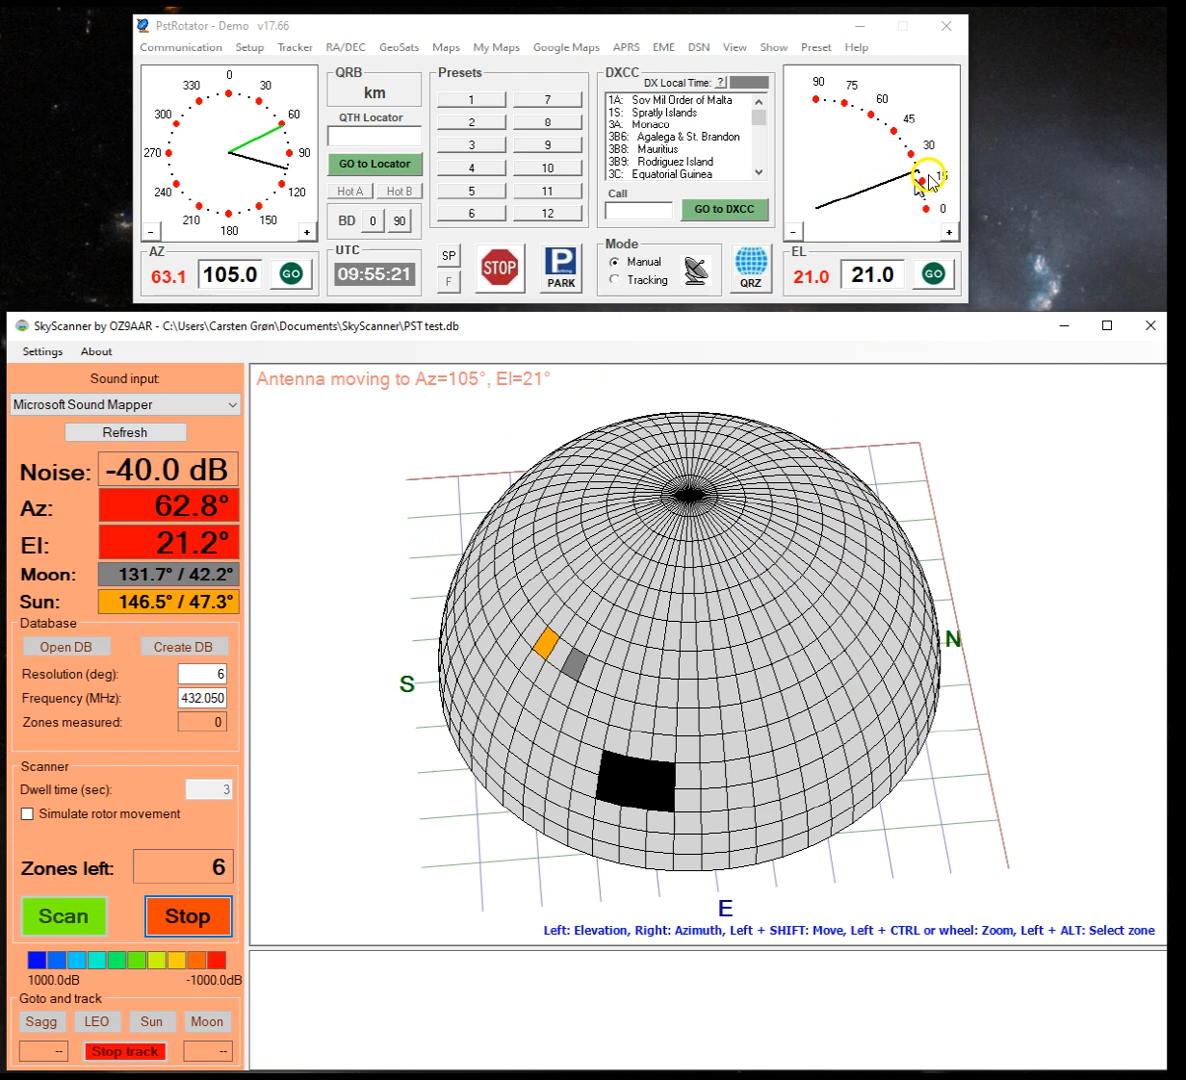 PstRotator - Demo v17.66
Communication Setup Tracker RA/DEC GeoSats Maps My Maps Google Maps APRS EME DSN View Show Preset Help
0
330 30
300 60
270 90
240 120
210 150
180
- +
AZ
63.1 105.0 GO
QRB
km
QTH Locator
GO to Locator
Hot A Hot B
BD 0 90
UTC
09:55:21
Presets
1 7
2 8
3 9
4 10
5 11
6 12
SP
F
STOP
P
PARK
DXCC
DX Local Time: ?
1A: Sov Mil Order of Malta
1S: Spratly Islands
3A: Monaco
3B6: Agalega & St. Brandon
3B8: Mauritius
3B9: Rodriguez Island
3C: Equatorial Guinea
Call
GO to DXCC
Mode
Manual
Tracking
QRZ
90
75
60
45
30
15
0
- +
EL
21.0 21.0 GO
SkyScanner by OZ9AAR - C:\Users\Carsten Grøn\Documents\SkyScanner\PST test.db
Settings About
Sound input:
Microsoft Sound Mapper
Refresh
Noise: -40.0 dB
Az: 62.8°
El: 21.2°
Moon: 131.7° / 42.2°
Sun: 146.5° / 47.3°
Database
Open DB Create DB
Resolution (deg): 6
Frequency (MHz): 432.050
Zones measured: 0
Scanner
Dwell time (sec): 3
Simulate rotor movement
Zones left: 6
Scan Stop
1000.0dB -1000.0dB
Goto and track
Sagg LEO Sun Moon
-- Stop track --
Antenna moving to Az=105°, El=21°
N
S
E
Left: Elevation, Right: Azimuth, Left + SHIFT: Move, Left + CTRL or wheel: Zoom, Left + ALT: Select zone